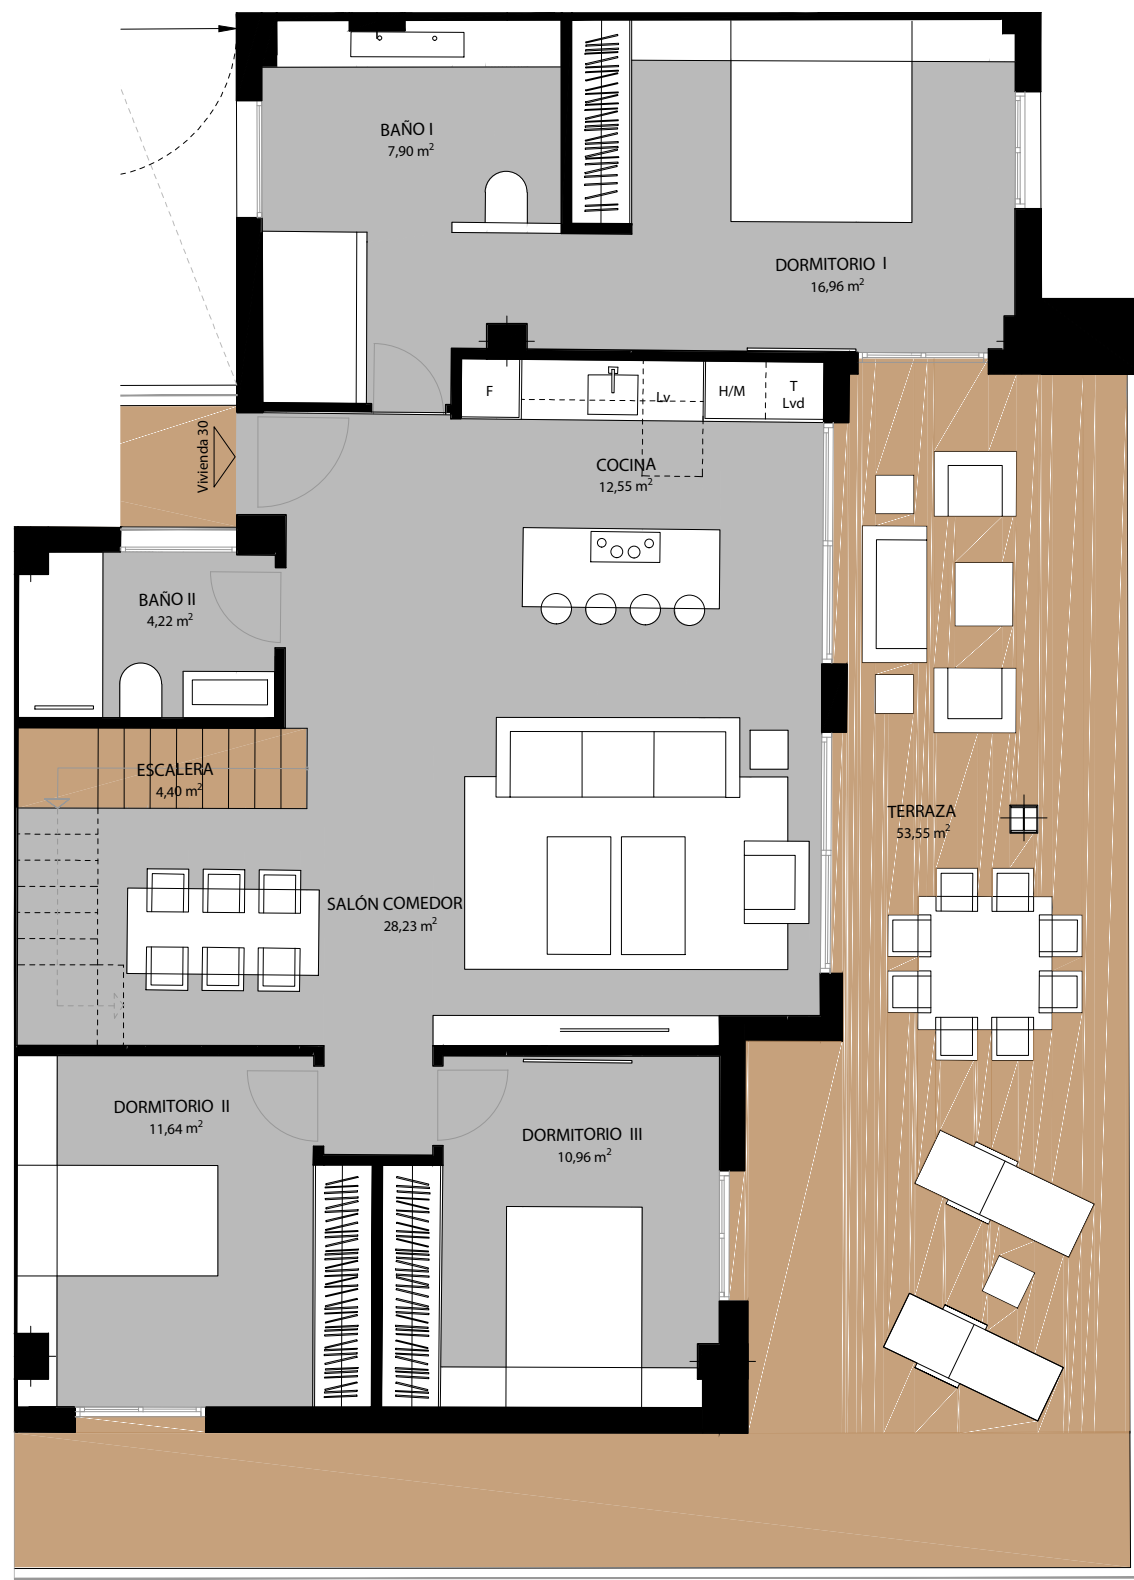 BAÑO I
7,90 m²
DORMITORIO I
16,96 m²
F
Lv
H/M
T
Lvd
Vivienda 30
COCINA
12,55 m²
BAÑO II
4,22 m²
ESCALERA
4,40 m²
TERRAZA
53,55 m²
SALÓN COMEDOR
28,23 m²
DORMITORIO II
11,64 m²
DORMITORIO III
10,96 m²